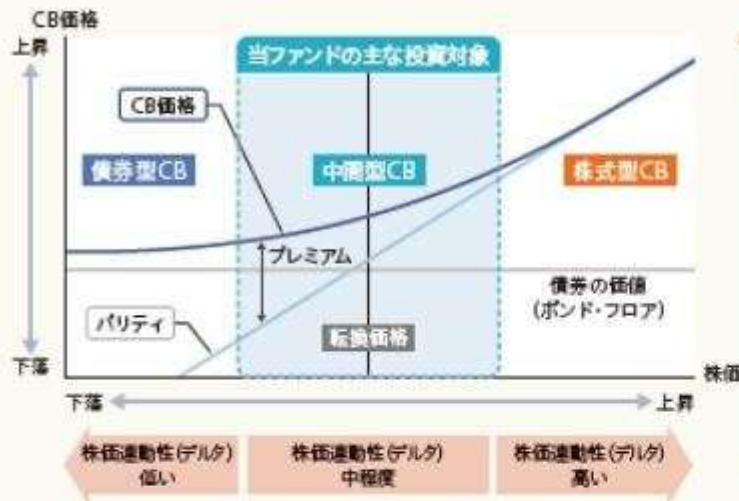 CB価格
上昇
当ファンドの主な投資対象
CB価格
債券型CB
中間型CB
株式型CB
プレミアム
債券の価値
(ボンド・フロア)
パリティ
転換価格
下落
株価
下落
上昇
株価連動性(デルタ)
低い
株価連動性(デルタ)
中程度
株価連動性(デルタ)
高い